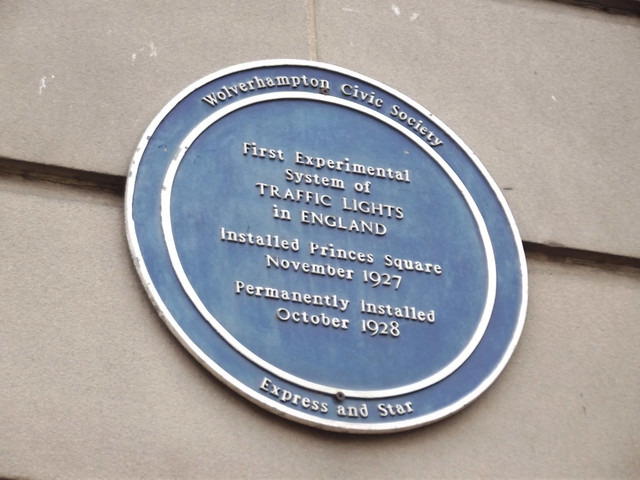 Wolverhampton Civic Society
First Experimental
System of
TRAFFIC LIGHTS
in ENGLAND
Installed Princes Square
November 1927
Permanently Installed
October 1928
Express and Star